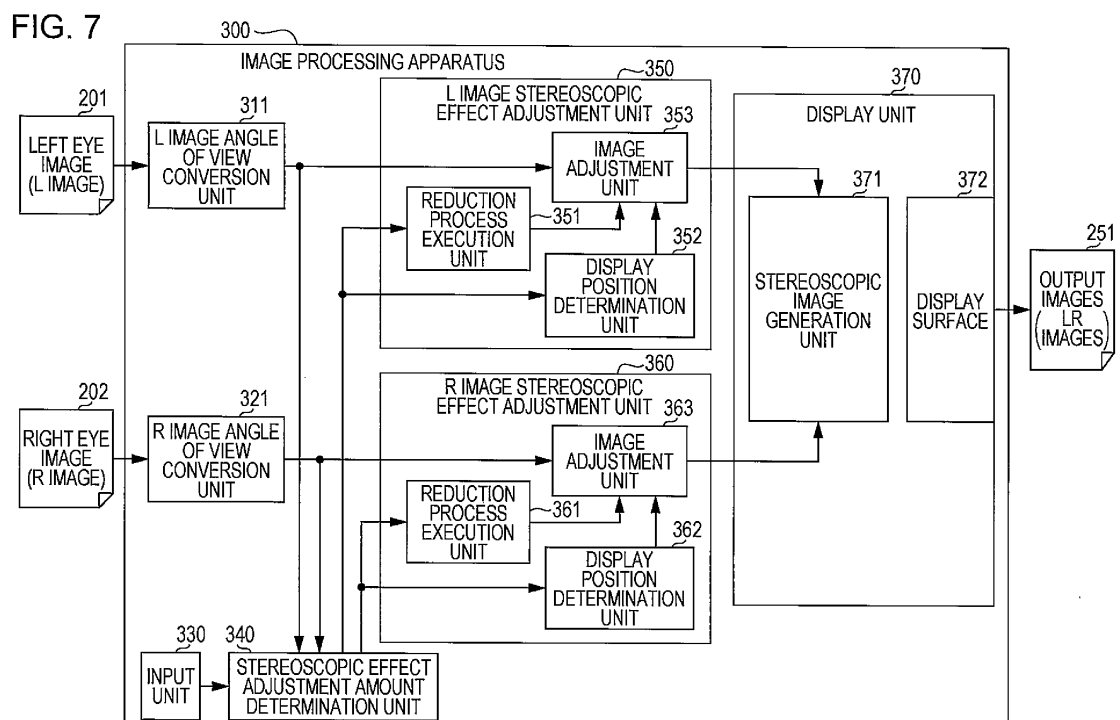 FIG. 7
300
IMAGE PROCESSING APPARATUS
201
LEFT EYE
IMAGE
(L IMAGE)
311
L IMAGE ANGLE
OF VIEW
CONVERSION
UNIT
350
L IMAGE STEREOSCOPIC
EFFECT ADJUSTMENT UNIT
353
IMAGE
ADJUSTMENT
UNIT
REDUCTION
PROCESS
EXECUTION
UNIT
351
352
DISPLAY
POSITION
DETERMINATION
UNIT
370
DISPLAY UNIT
371
STEREOSCOPIC
IMAGE
GENERATION
UNIT
372
DISPLAY
SURFACE
251
OUTPUT
IMAGES
(LR
IMAGES)
202
RIGHT EYE
IMAGE
(R IMAGE)
321
R IMAGE ANGLE
OF VIEW
CONVERSION
UNIT
360
R IMAGE STEREOSCOPIC
EFFECT ADJUSTMENT UNIT
363
IMAGE
ADJUSTMENT
UNIT
REDUCTION
PROCESS
EXECUTION
UNIT
361
362
DISPLAY
POSITION
DETERMINATION
UNIT
330
INPUT
UNIT
340
STEREOSCOPIC EFFECT
ADJUSTMENT AMOUNT
DETERMINATION UNIT